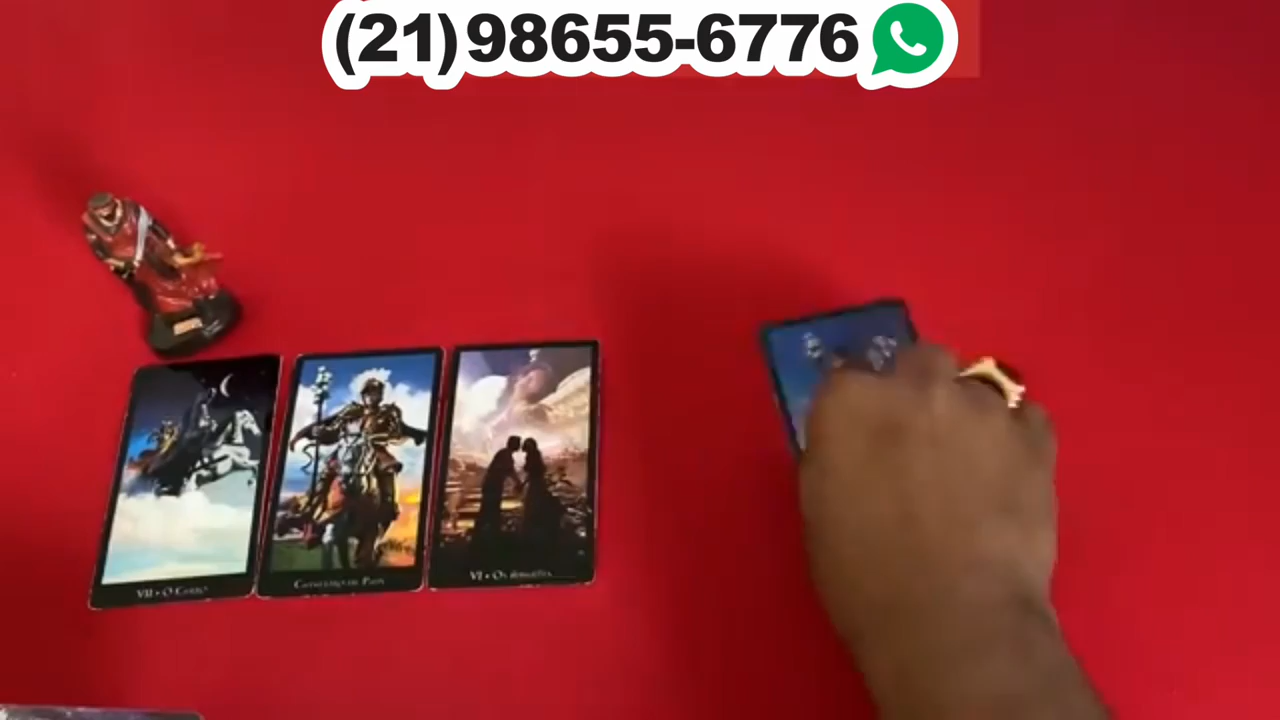 (21)98655-6776
VII • O Carro
Cavaleiro de Paus
VI • Os amantes